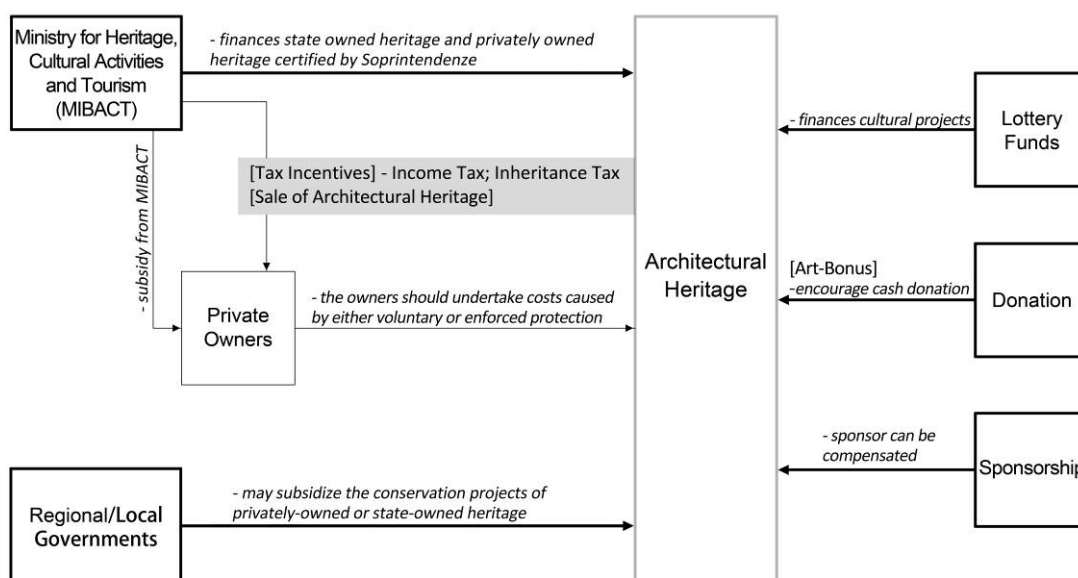 Ministry for Heritage,
Cultural Activities
and Tourism
(MIBACT)
- finances state owned heritage and privately owned
heritage certified by Soprintendenze
- subsidy from MIBACT
[Tax Incentives] - Income Tax; Inheritance Tax
[Sale of Architectural Heritage]
Private
Owners
- the owners should undertake costs caused
by either voluntary or enforced protection
Regional/Local
Governments
- may subsidize the conservation projects of
privately-owned or state-owned heritage
Architectural
Heritage
- finances cultural projects
Lottery
Funds
[Art-Bonus]
-encourage cash donation
Donation
- sponsor can be
compensated
Sponsorship